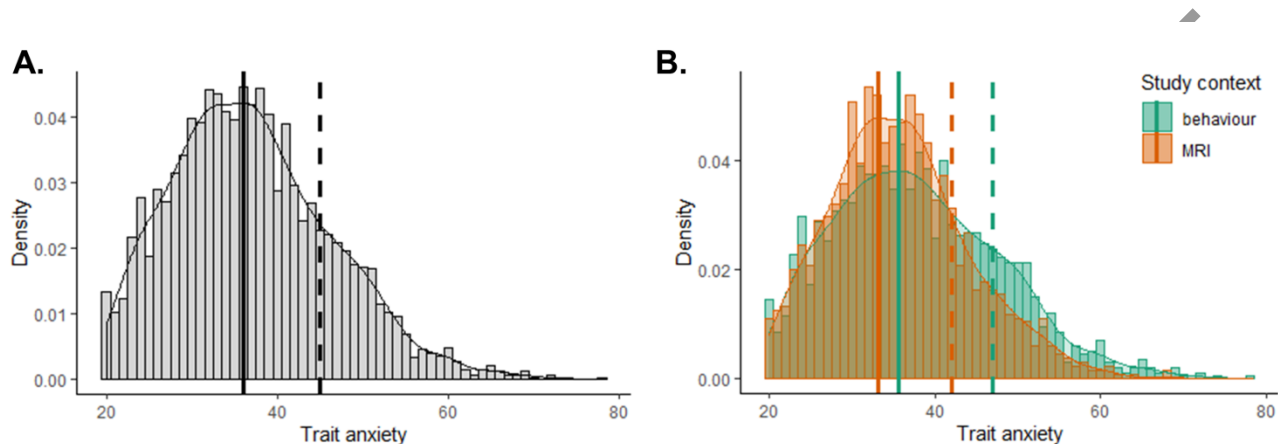 A.
Density
0.04
0.03
0.02
0.01
0.00
20 40 60 80
Trait anxiety
B.
Density
0.04
0.02
0.00
20 40 60 80
Trait anxiety
Study context
behaviour
MRI